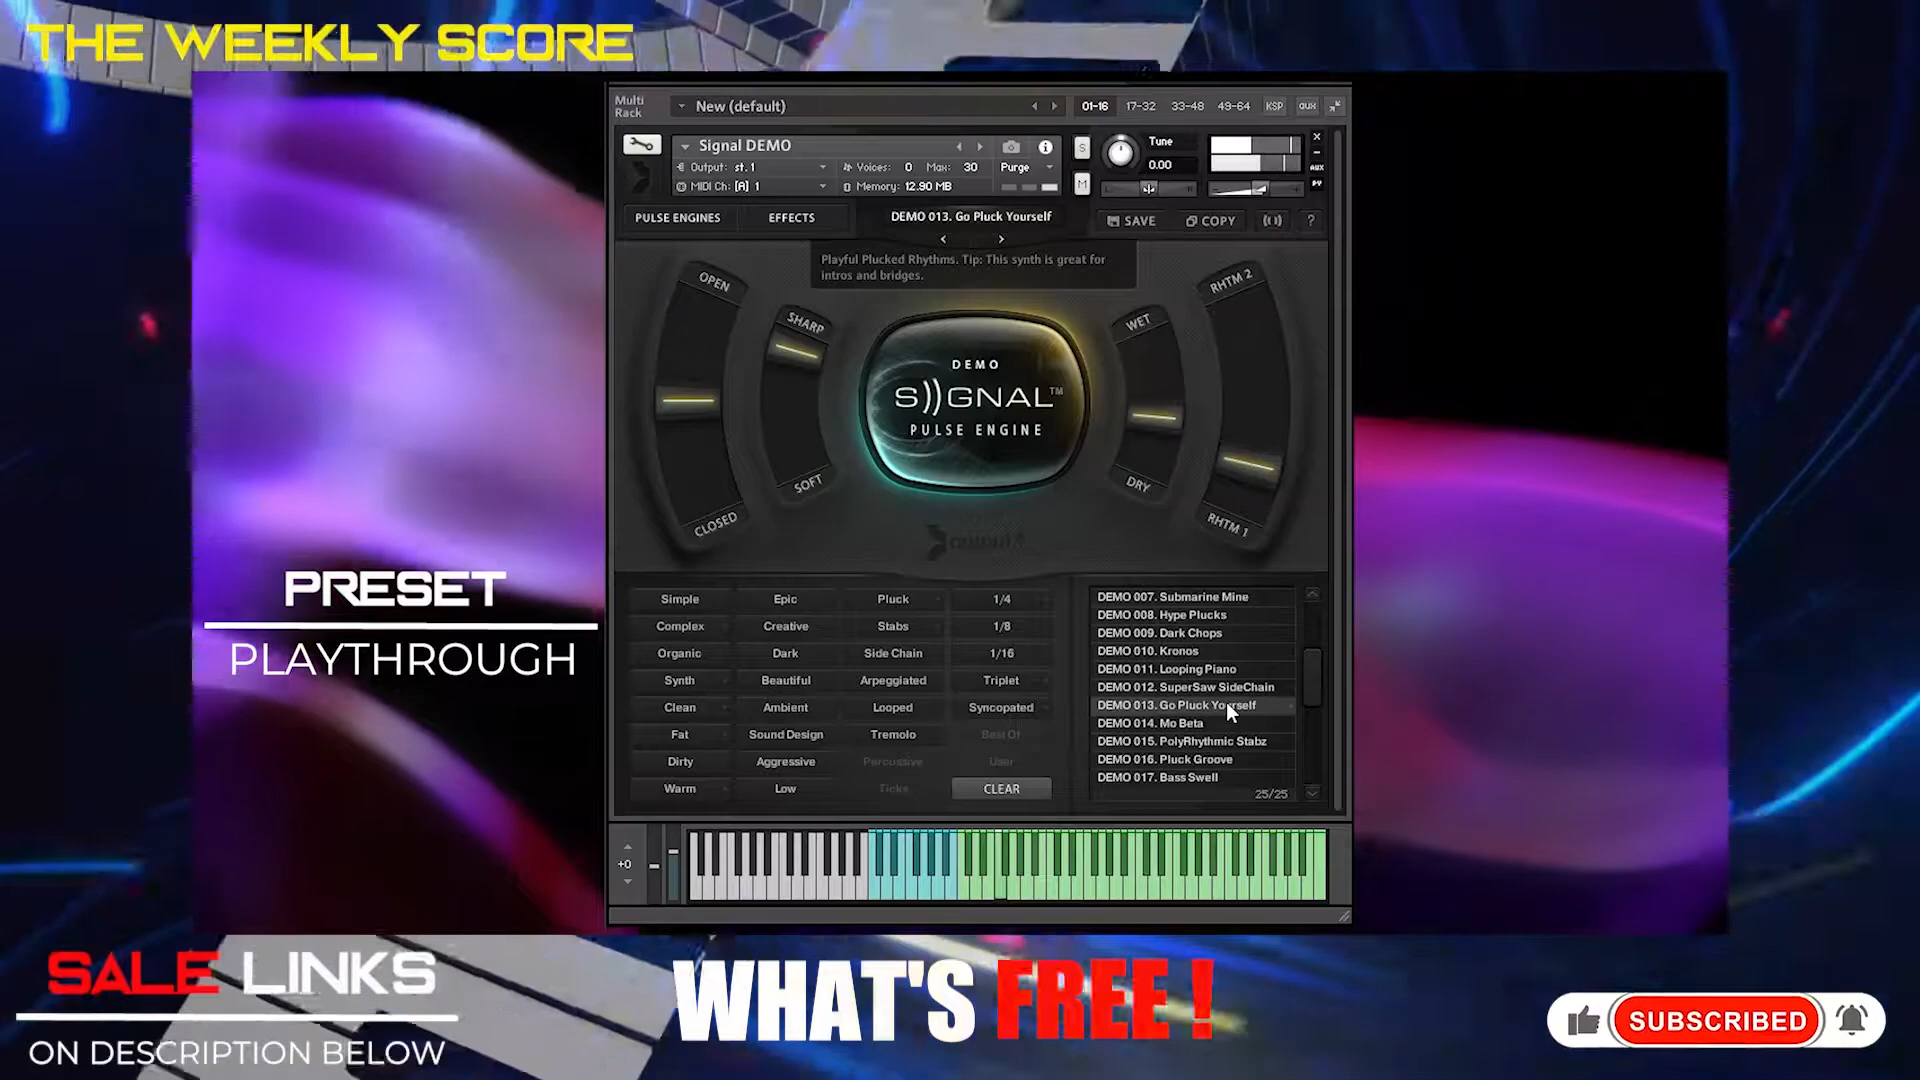 THE WEEKLY SCORE
Multi
Rack
New (default)
01-16
17-32
33-48
49-64
KSP
aux
Signal DEMO
S
Tune
0.00
Output: st.1
Voices: 0
Max: 30
Purge
MIDI Ch: [A] 1
Memory: 12.90 MB
M
AUX
PV
PULSE ENGINES
EFFECTS
DEMO 013. Go Pluck Yourself
SAVE
COPY
?
Playful Plucked Rhythms. Tip: This synth is great for
intros and bridges.
OPEN
SHARP
WET
RHTM 2
DEMO
S))GNAL™
PULSE ENGINE
SOFT
CLOSED
DRY
RHTM 1
output
PRESET
PLAYTHROUGH
Simple
Epic
Pluck
1/4
Complex
Creative
Stabs
1/8
Organic
Dark
Side Chain
1/16
Synth
Beautiful
Arpeggiated
Triplet
Clean
Ambient
Looped
Syncopated
Fat
Sound Design
Tremolo
Best Of
Dirty
Aggressive
Percussive
User
Warm
Low
Ticks
CLEAR
DEMO 007. Submarine Mine
DEMO 008. Hype Plucks
DEMO 009. Dark Chops
DEMO 010. Kronos
DEMO 011. Looping Piano
DEMO 012. SuperSaw SideChain
DEMO 013. Go Pluck Yourself
DEMO 014. Mo Beta
DEMO 015. PolyRhythmic Stabz
DEMO 016. Pluck Groove
DEMO 017. Bass Swell
25/25
+0
SALE LINKS
ON DESCRIPTION BELOW
WHAT'S FREE !
SUBSCRIBED